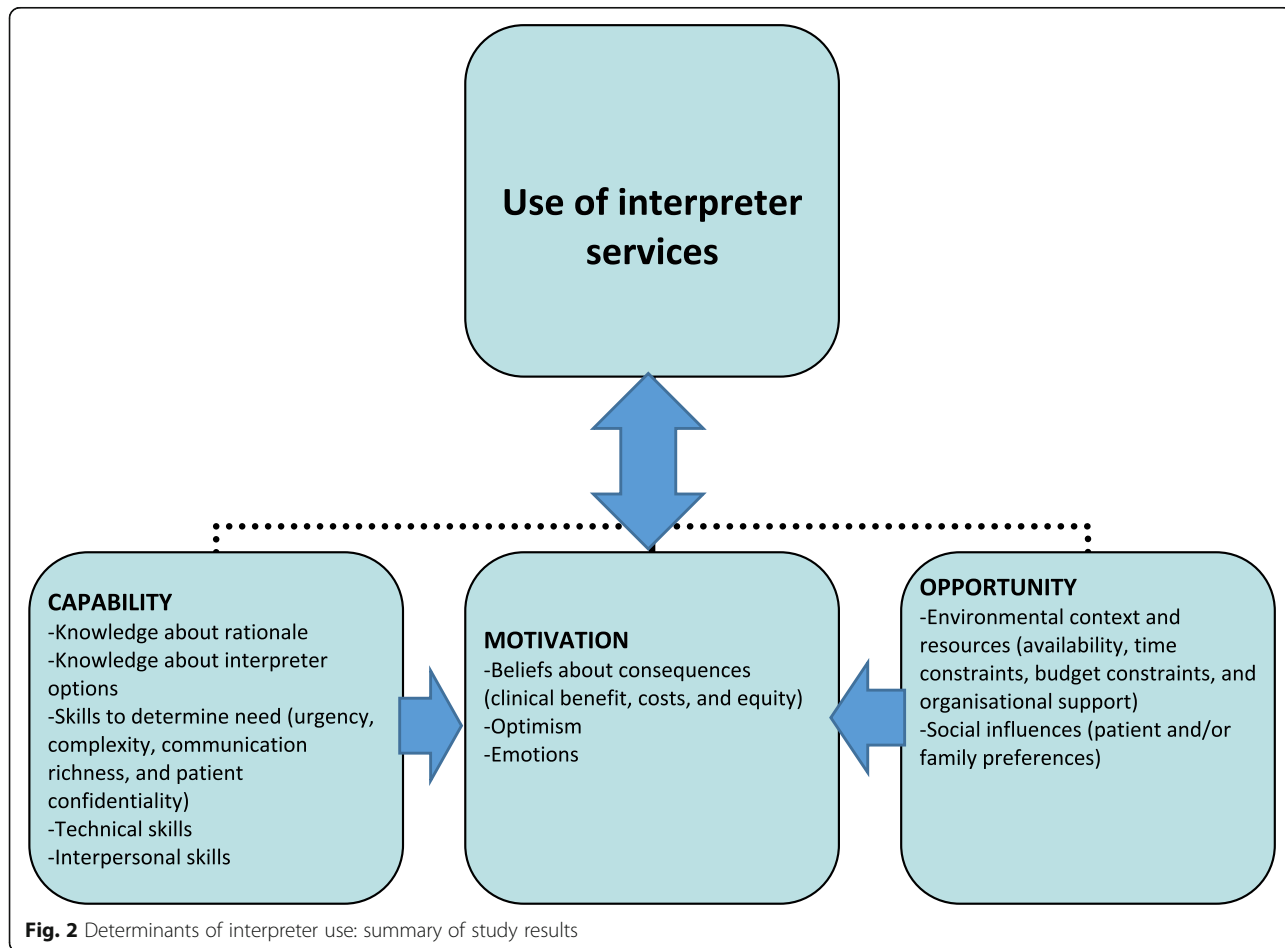 Use of interpreter
services
CAPABILITY
-Knowledge about rationale
-Knowledge about interpreter
options
-Skills to determine need (urgency,
complexity, communication
richness, and patient
confidentiality)
-Technical skills
-Interpersonal skills
MOTIVATION
-Beliefs about consequences
(clinical benefit, costs, and equity)
-Optimism
-Emotions
OPPORTUNITY
-Environmental context and
resources (availability, time
constraints, budget constraints, and
organisational support)
-Social influences (patient and/or
family preferences)
Fig. 2 Determinants of interpreter use: summary of study results